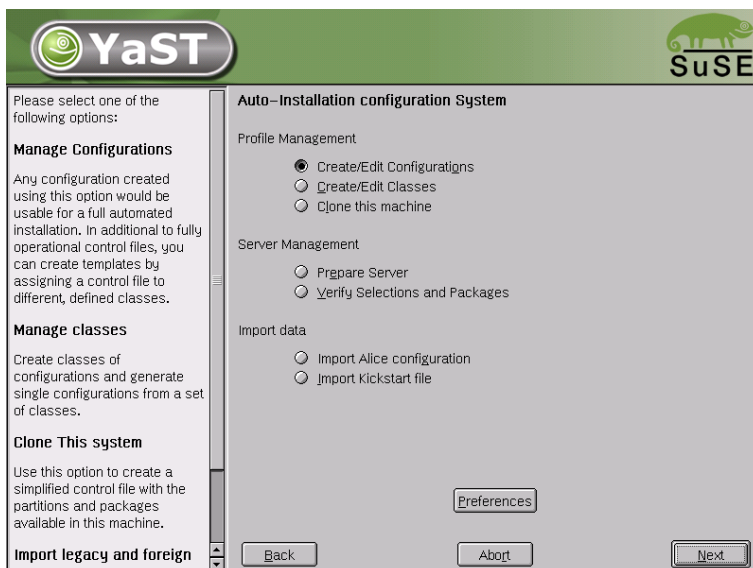 YaST
SuSE
Please select one of the
following options:
Manage Configurations
Any configuration created
using this option would be
usable for a full automated
installation. In additional to fully
operational control files, you
can create templates by
assigning a control file to
different, defined classes.
Manage classes
Create classes of
configurations and generate
single configurations from a set
of classes.
Clone This system
Use this option to create a
simplified control file with the
partitions and packages
available in this machine.
Import legacy and foreign
Auto-Installation configuration System
Profile Management
Create/Edit Configurations
Create/Edit Classes
Clone this machine
Server Management
Prepare Server
Verify Selections and Packages
Import data
Import Alice configuration
Import Kickstart file
Preferences
Back
Abort
Next